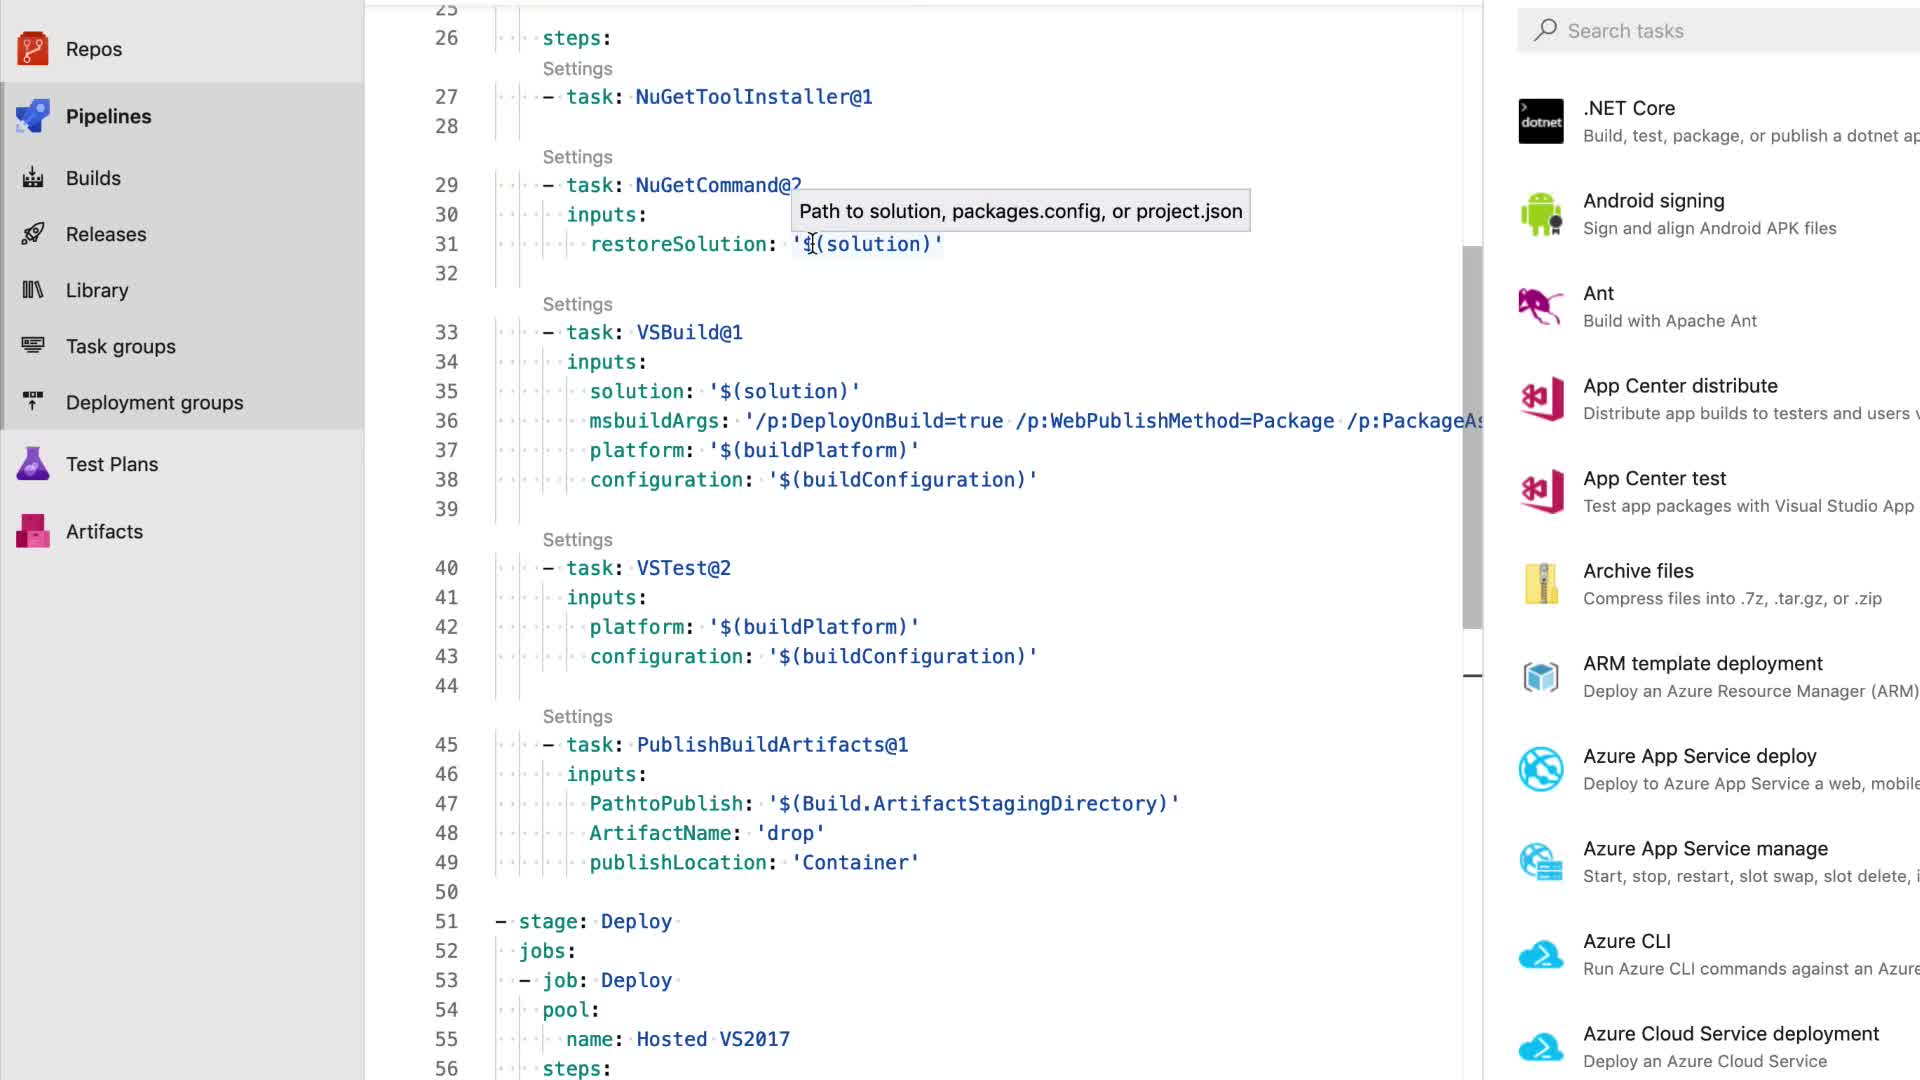 Repos
Pipelines
Builds
Releases
Library
Task groups
Deployment groups
Test Plans
Artifacts
25
26 steps:
Settings
27 - task: NuGetToolInstaller@1
28
Settings
29 - task: NuGetCommand@2
Path to solution, packages.config, or project.json
30 inputs:
31 restoreSolution: '$(solution)'
32
Settings
33 - task: VSBuild@1
34 inputs:
35 solution: '$(solution)'
36 msbuildArgs: '/p:DeployOnBuild=true /p:WebPublishMethod=Package /p:PackageAs
37 platform: '$(buildPlatform)'
38 configuration: '$(buildConfiguration)'
39
Settings
40 - task: VSTest@2
41 inputs:
42 platform: '$(buildPlatform)'
43 configuration: '$(buildConfiguration)'
44
Settings
45 - task: PublishBuildArtifacts@1
46 inputs:
47 PathtoPublish: '$(Build.ArtifactStagingDirectory)'
48 ArtifactName: 'drop'
49 publishLocation: 'Container'
50
51 - stage: Deploy
52 jobs:
53 - job: Deploy
54 pool:
55 name: Hosted VS2017
56 steps:
Search tasks
dotnet
.NET Core
Build, test, package, or publish a dotnet ap
Android signing
Sign and align Android APK files
Ant
Build with Apache Ant
App Center distribute
Distribute app builds to testers and users v
App Center test
Test app packages with Visual Studio App
Archive files
Compress files into .7z, .tar.gz, or .zip
ARM template deployment
Deploy an Azure Resource Manager (ARM)
Azure App Service deploy
Deploy to Azure App Service a web, mobile
Azure App Service manage
Start, stop, restart, slot swap, slot delete, i
Azure CLI
Run Azure CLI commands against an Azure
Azure Cloud Service deployment
Deploy an Azure Cloud Service